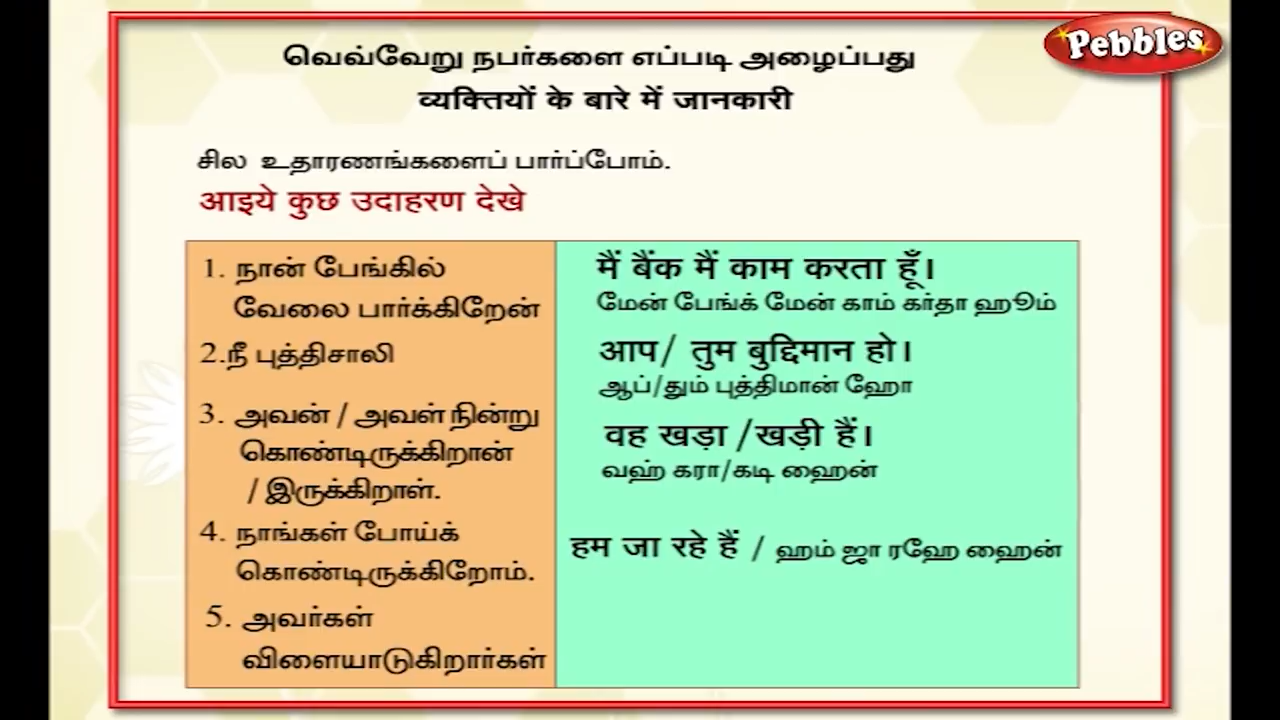 Pebbles
வெவ்வேறு நபர்களை எப்படி அழைப்பது
व्यक्तियों के बारे में जानकारी
சில உதாரணங்களைப் பார்ப்போம்.
आइये कुछ उदाहरण देखे
1. நான் பேங்கில்
வேலை பார்க்கிறேன்
मैं बैंक मैं काम करता हूँ।
மேன் பேங்க் மேன் காம் கர்தா ஹூம்
2.நீ புத்திசாலி
आप/ तुम बुद्दिमान हो।
ஆப்/தும் புத்திமான் ஹோ
3. அவன் / அவள் நின்று
கொண்டிருக்கிறான்
/ இருக்கிறாள்.
वह खड़ा /खड़ी हैं।
வஹ் கரா/கடி ஹைன்
4. நாங்கள் போய்க்
கொண்டிருக்கிறோம்.
हम जा रहे हैं / ஹம் ஜா ரஹே ஹைன்
5. அவர்கள்
விளையாடுகிறார்கள்